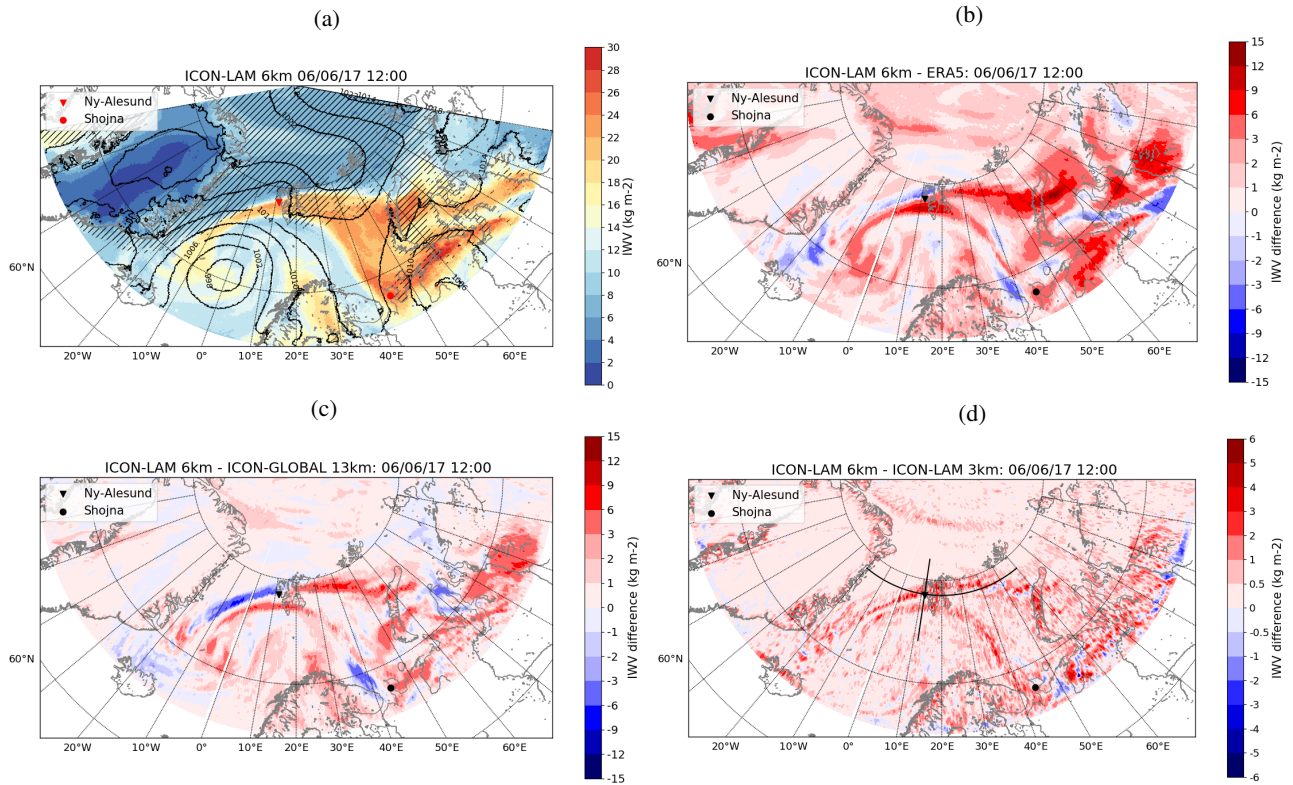 (a)
ICON-LAM 6km 06/06/17 12:00
Ny-Alesund
Shojna
1006
1002
1010
60°N
20°W
0°
10°E
20°E
30°E
40°E
60°E
30
28
26
24
22
20
18
16
14
12
10
8
6
4
2
0
IWV (kg m-2)
(b)
ICON-LAM 6km - ERA5: 06/06/17 12:00
Ny-Alesund
Shojna
60°N
20°W
0°
10°E
20°E
30°E
40°E
60°E
15
12
9
6
3
2
1
0
-1
-2
-3
-6
-9
-12
-15
IWV difference (kg m-2)
(c)
ICON-LAM 6km - ICON-GLOBAL 13km: 06/06/17 12:00
Ny-Alesund
Shojna
60°N
20°W
0°
10°E
20°E
30°E
40°E
60°E
15
12
9
6
3
2
1
0
-1
-2
-3
-6
-9
-12
-15
IWV difference (kg m-2)
(d)
ICON-LAM 6km - ICON-LAM 3km: 06/06/17 12:00
Ny-Alesund
Shojna
60°N
20°W
0°
10°E
20°E
30°E
40°E
60°E
6
5
4
3
2
1
0.5
0
-0.5
-1
-2
-3
-4
-5
-6
IWV difference (kg m-2)